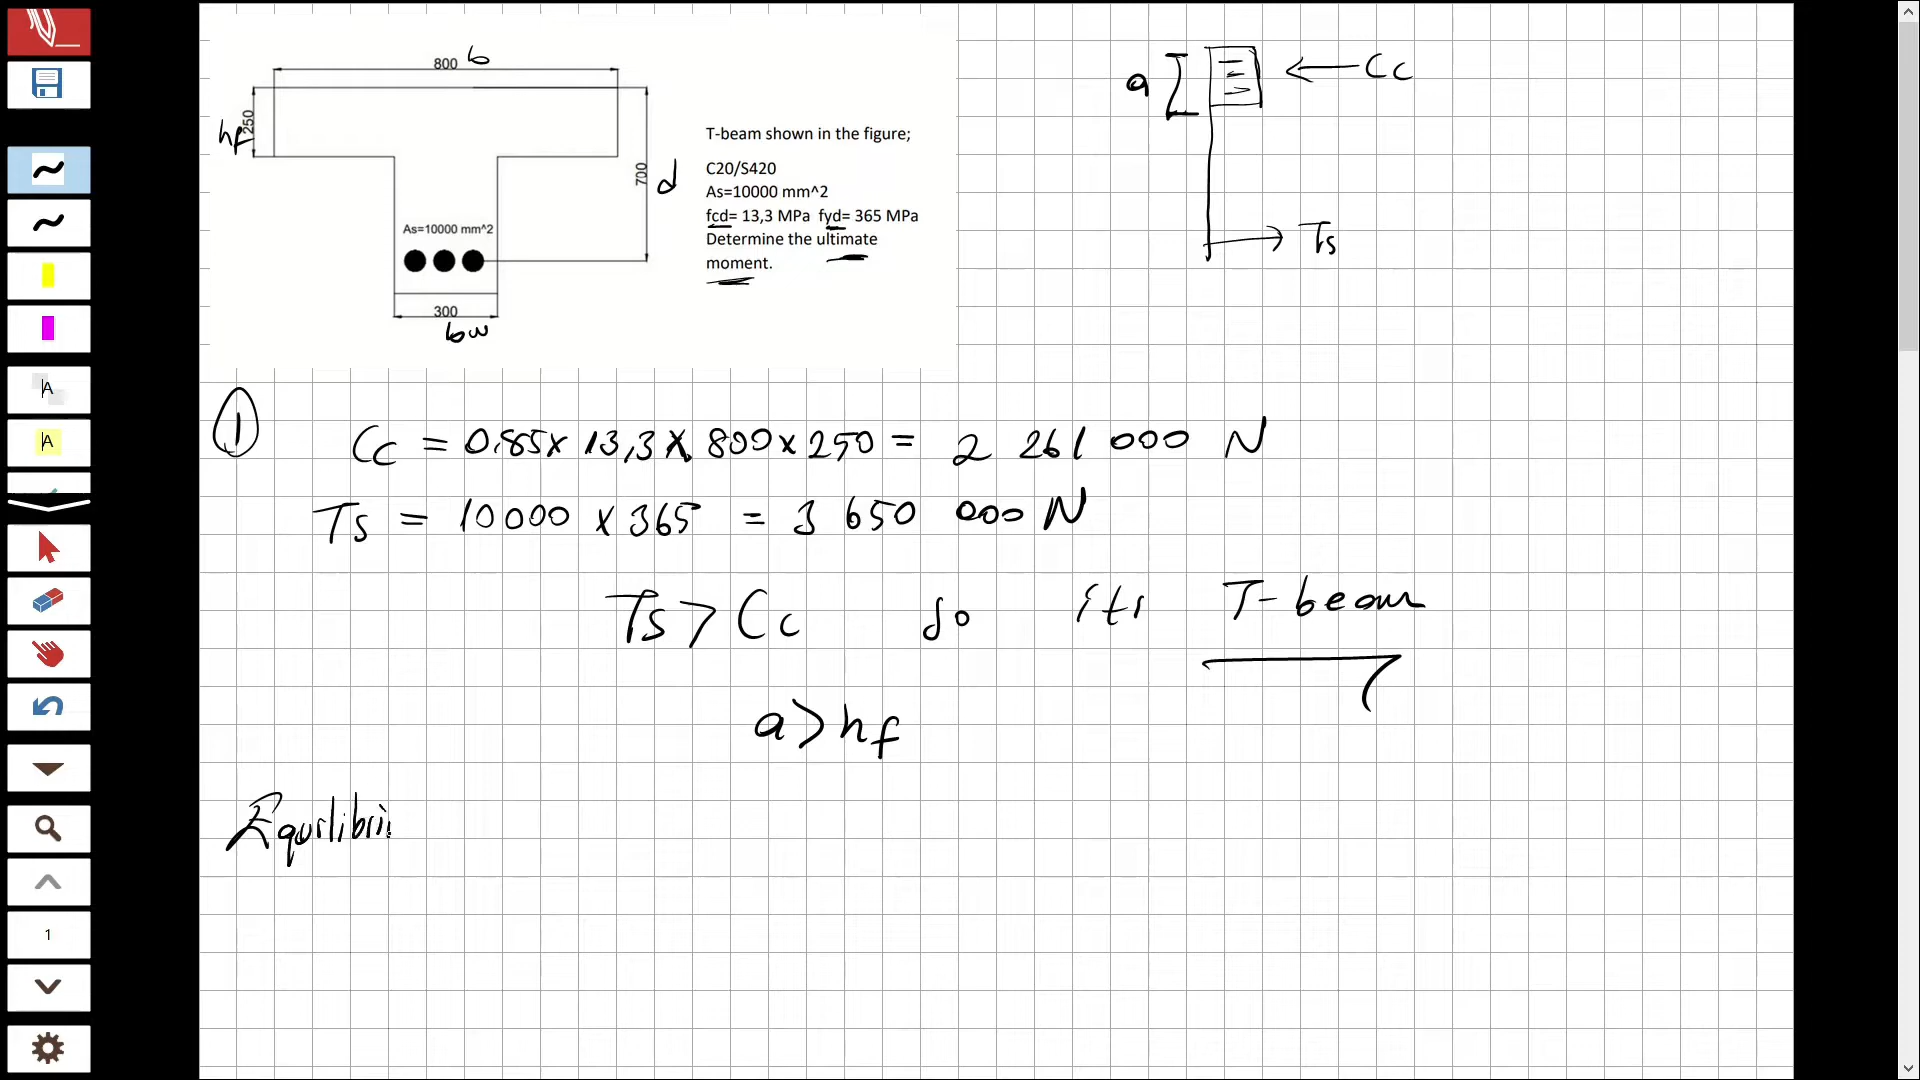 800 b
hf 250
700 d
As=10000 mm^2
300
bw
T-beam shown in the figure;
C20/S420
As=10000 mm^2
fcd= 13,3 MPa fyd= 365 MPa
Determine the ultimate
moment.
a Cc
Ts
1
Cc = 0.85x 13,3 x 800 x 250 = 2 261 000 N
Ts = 10000 x 365 = 3 650 000 N
Ts > Cc so its T-beam
a > hf
Equilibri
A
A
1